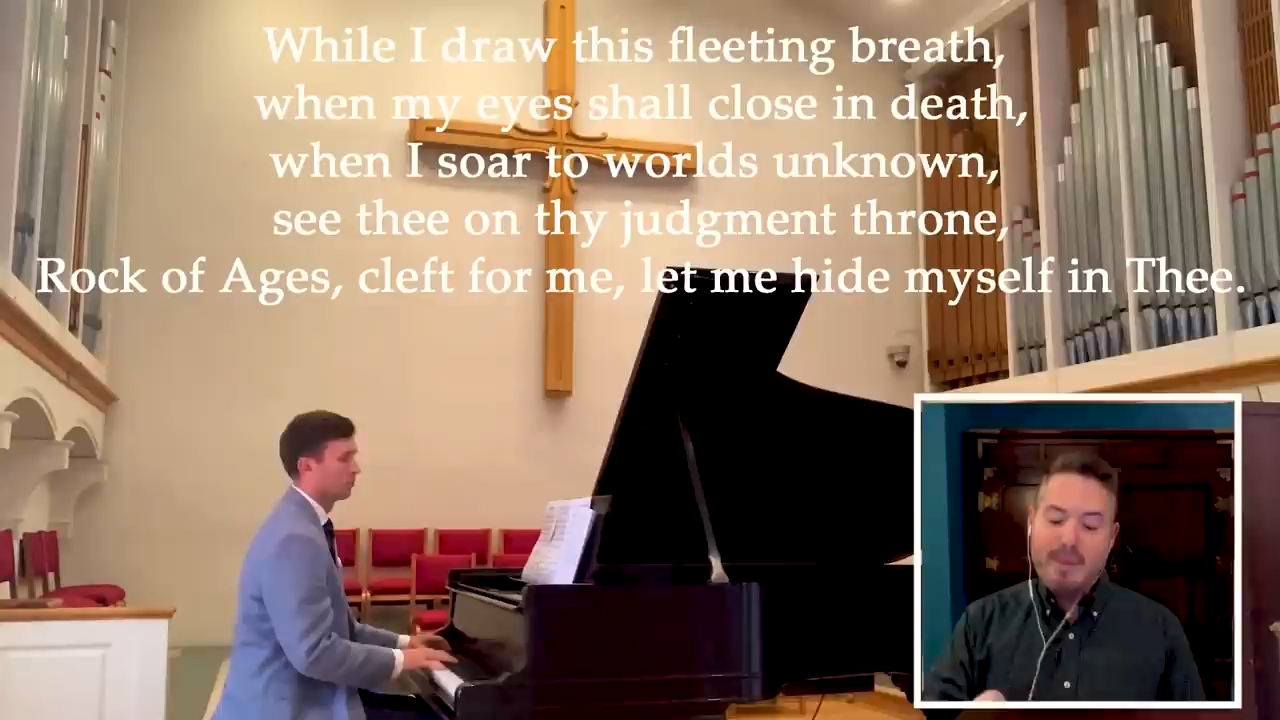 While I draw this fleeting breath,
when my eyes shall close in death,
when I soar to worlds unknown,
see thee on thy judgment throne,
Rock of Ages, cleft for me, let me hide myself in Thee.